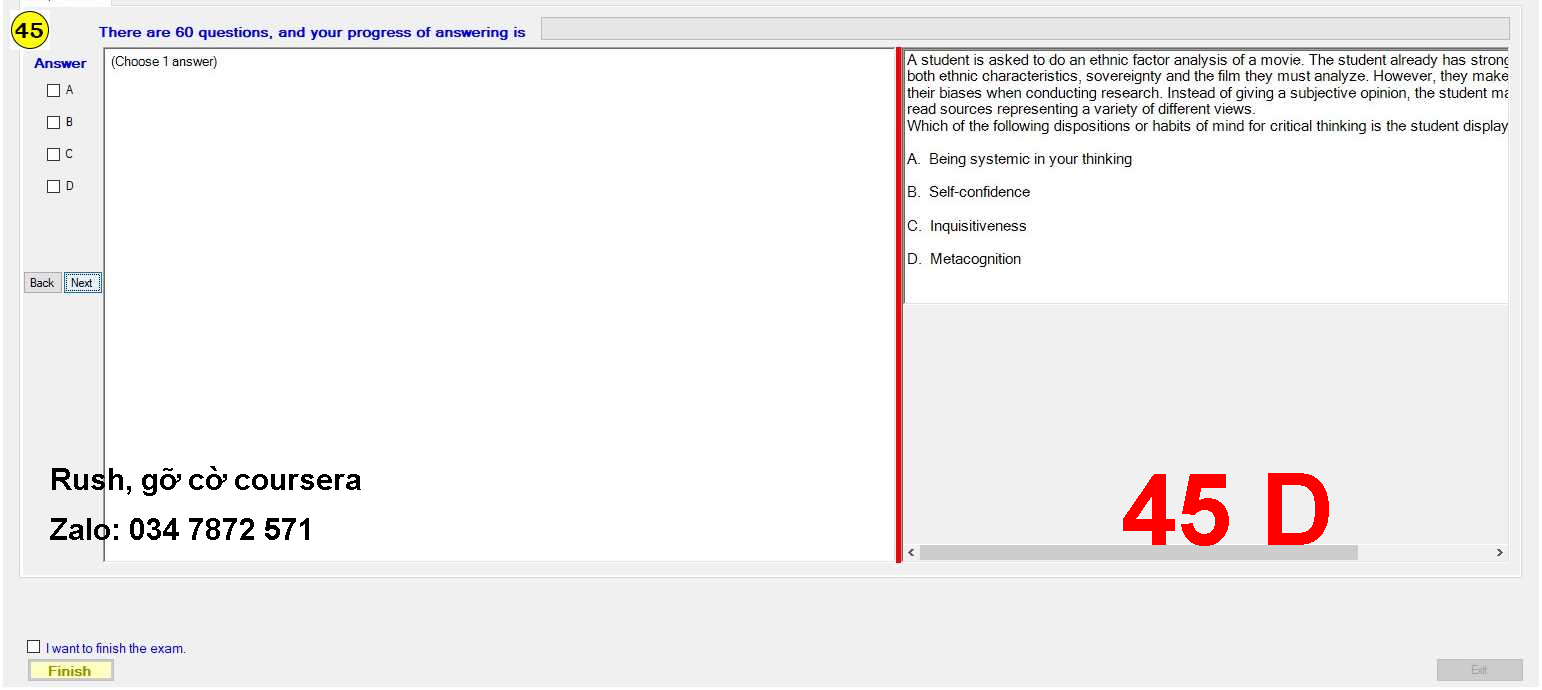 45
There are 60 questions, and your progress of answering is
Answer
(Choose 1 answer)
A
B
C
D
Back
Next
A student is asked to do an ethnic factor analysis of a movie. The student already has strong
both ethnic characteristics, sovereignty and the film they must analyze. However, they make
their biases when conducting research. Instead of giving a subjective opinion, the student ma
read sources representing a variety of different views.
Which of the following dispositions or habits of mind for critical thinking is the student display
A. Being systemic in your thinking
B. Self-confidence
C. Inquisitiveness
D. Metacognition
Rush, gỡ cờ coursera
Zalo: 034 7872 571
45 D
I want to finish the exam.
Finish
Exit